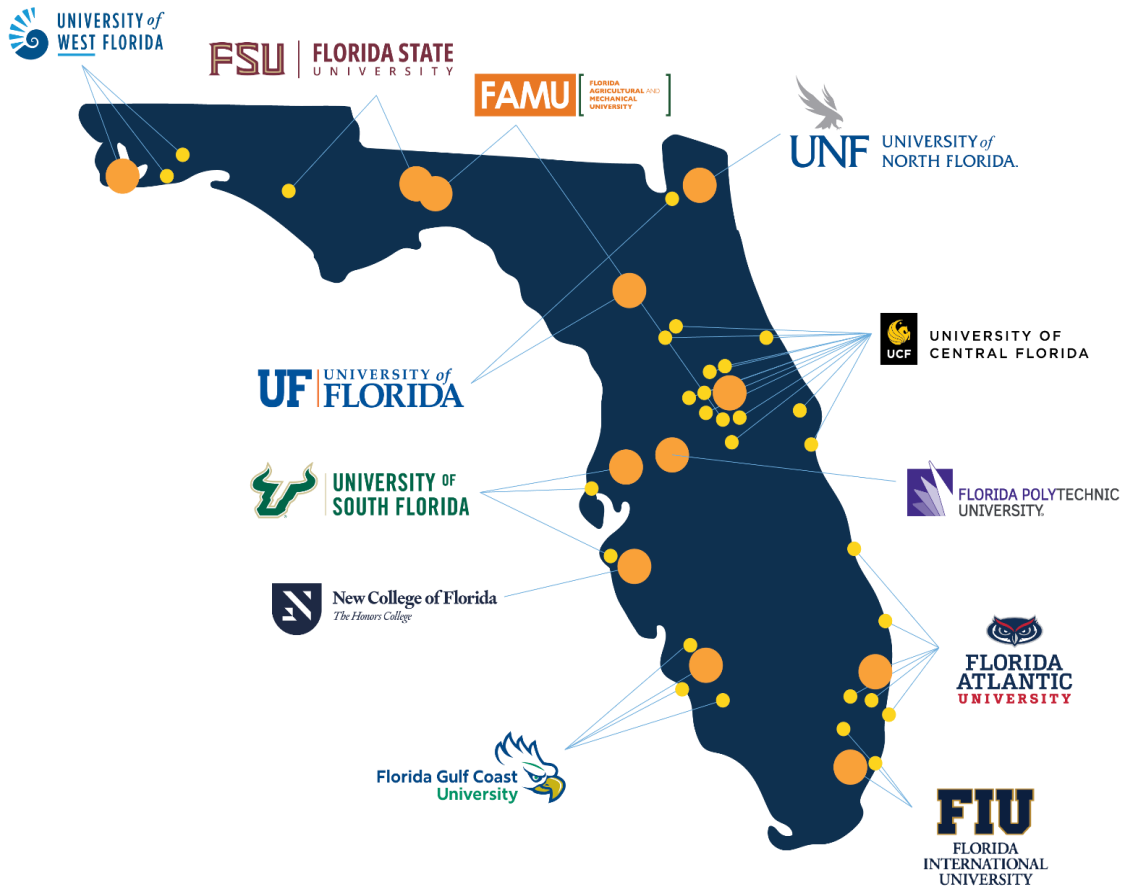 UNIVERSITY of
WEST FLORIDA
FSU
FLORIDA STATE
UNIVERSITY
FAMU
FLORIDA
AGRICULTURAL AND
MECHANICAL
UNIVERSITY
UNF
UNIVERSITY of
NORTH FLORIDA.
UCF
UNIVERSITY OF
CENTRAL FLORIDA
UF
UNIVERSITY of
FLORIDA
UNIVERSITY OF
SOUTH FLORIDA
FLORIDA POLYTECHNIC
UNIVERSITY
New College of Florida
The Honors College
FLORIDA
ATLANTIC
UNIVERSITY
Florida Gulf Coast
University
FIU
FLORIDA
INTERNATIONAL
UNIVERSITY